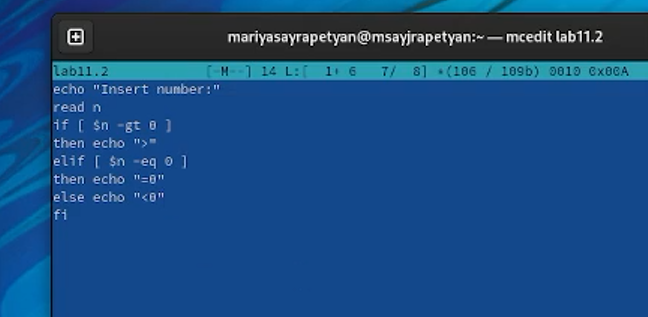 mariyasayrapetyan@msayjrapetyan:~ — mcedit lab11.2
lab11.2 [-M--] 14 L:[ 1+ 6 7/ 8] *(106 / 109b) 0010 0x00A
echo "Insert number:"
read n
if [ $n -gt 0 ]
then echo ">"
elif [ $n -eq 0 ]
then echo "=0"
else echo "<0"
fi